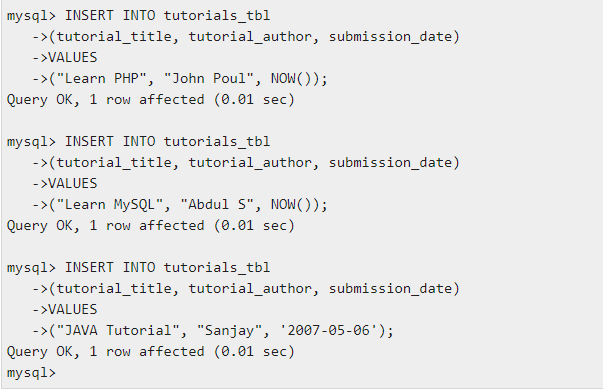 mysql> INSERT INTO tutorials_tbl
->(tutorial_title, tutorial_author, submission_date)
->VALUES
->("Learn PHP", "John Poul", NOW());
Query OK, 1 row affected (0.01 sec)
mysql> INSERT INTO tutorials_tbl
->(tutorial_title, tutorial_author, submission_date)
->VALUES
->("Learn MySQL", "Abdul S", NOW());
Query OK, 1 row affected (0.01 sec)
mysql> INSERT INTO tutorials_tbl
->(tutorial_title, tutorial_author, submission_date)
->VALUES
->("JAVA Tutorial", "Sanjay", '2007-05-06');
Query OK, 1 row affected (0.01 sec)
mysql>